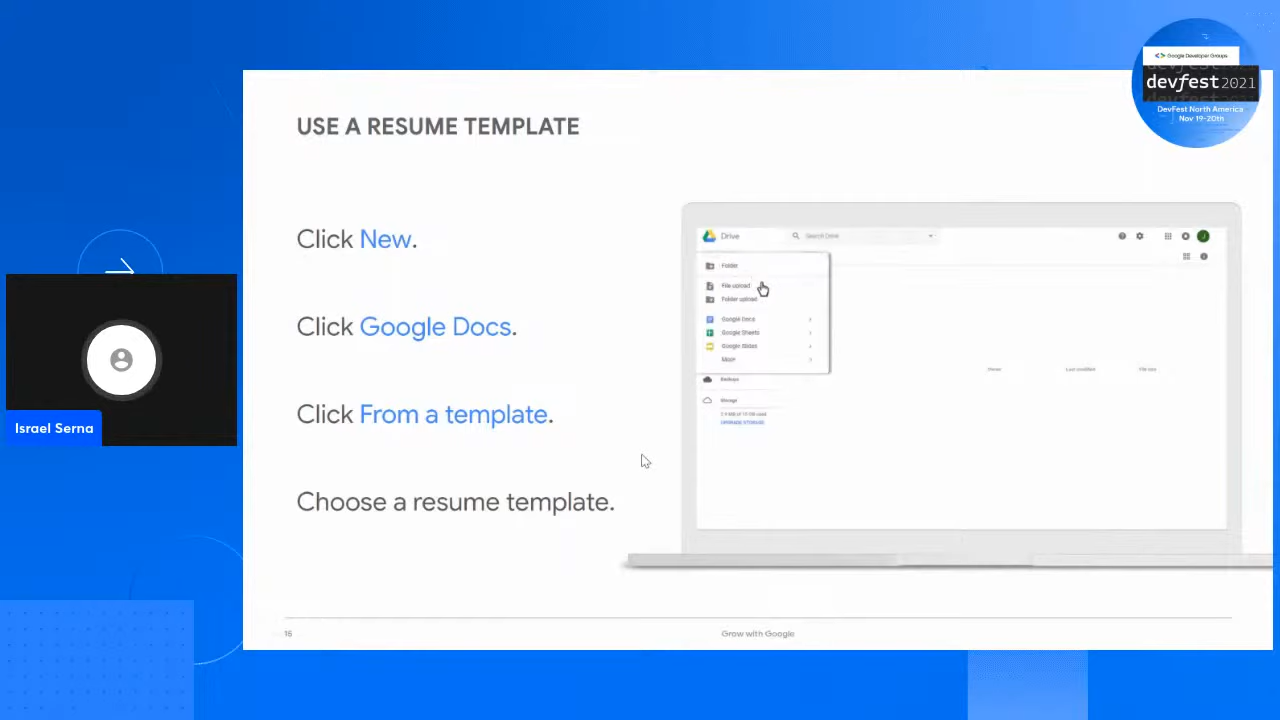 <> Google Developer Groups
devfest 2021
DevFest North America
Nov 19-20th
USE A RESUME TEMPLATE
Click New.
Click Google Docs.
Click From a template.
Choose a resume template.
Israel Serna
Drive
Search Drive
Folder
File upload
Folder upload
Google Docs
Google Sheets
Google Slides
More
Backups
Storage
UPGRADE STORAGE
Name
Last modified
File size
16
Grow with Google